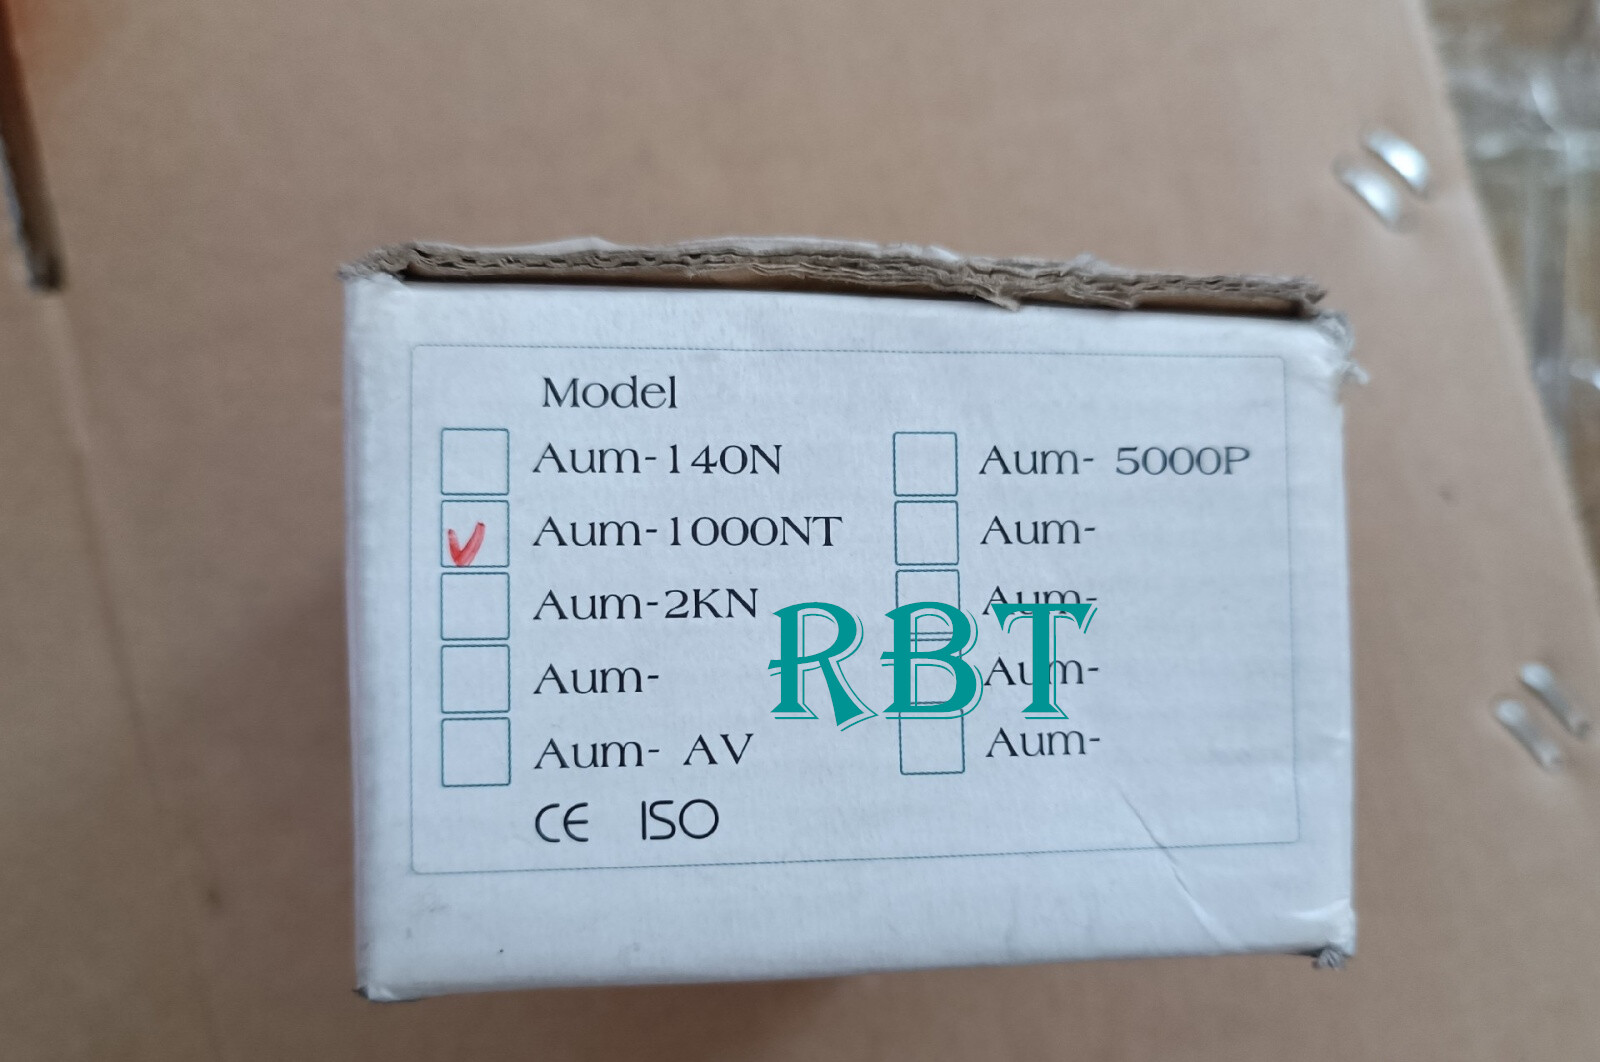 Model
Aum-140N
Aum-1000NT
Aum-2KN
Aum-
Aum- AV
CE ISO
Aum- 5000P
Aum-
Aum-
Aum-
Aum-
RBT